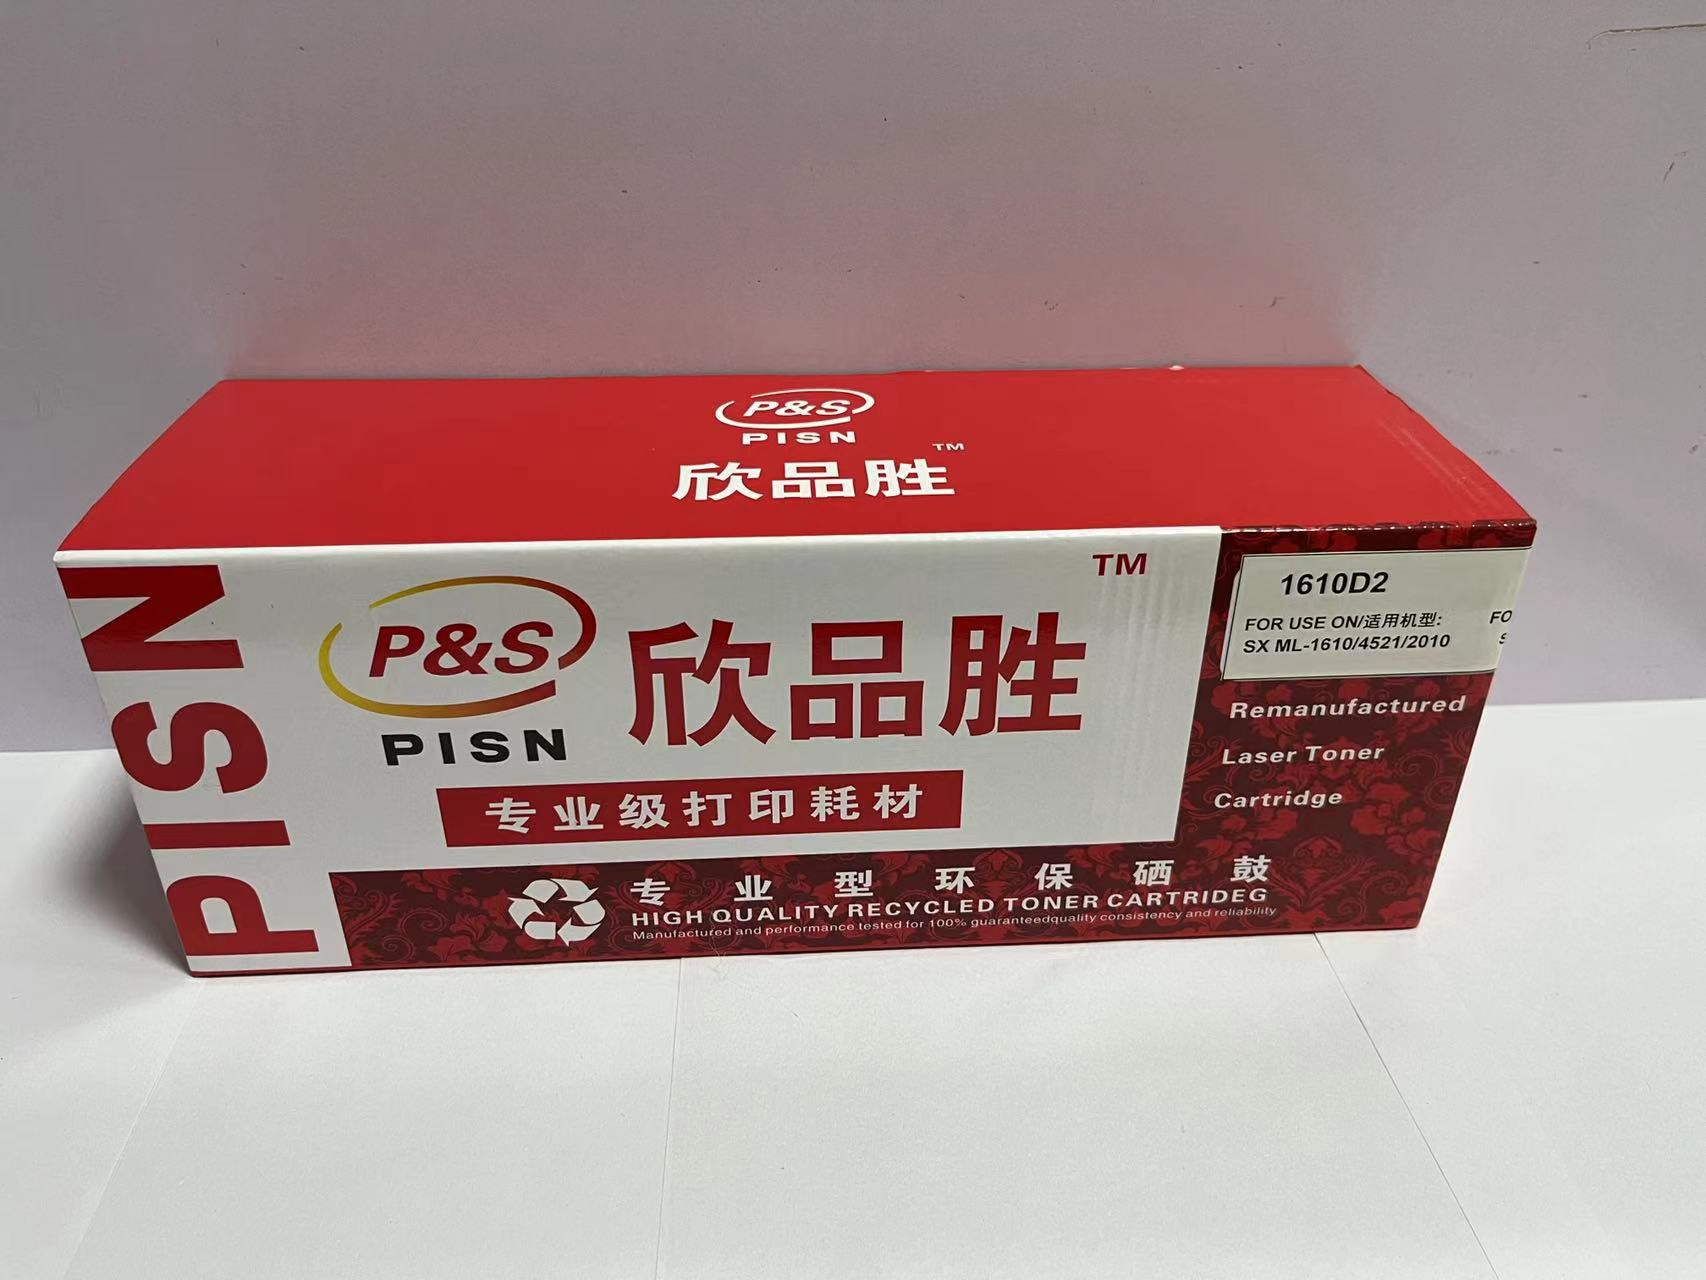 P&S
PISN
欣品胜
TM
PISN
P&S
PISN
欣品胜
TM
专业级打印耗材
专业型环保硒鼓
HIGH QUALITY RECYCLED TONER CARTRIDEG
Manufactured and performance tested for 100% guaranteedquality consistency and reliability
1610D2
FOR USE ON/适用机型:
SX ML-1610/4521/2010
FO
Remanufactured
Laser Toner
Cartridge